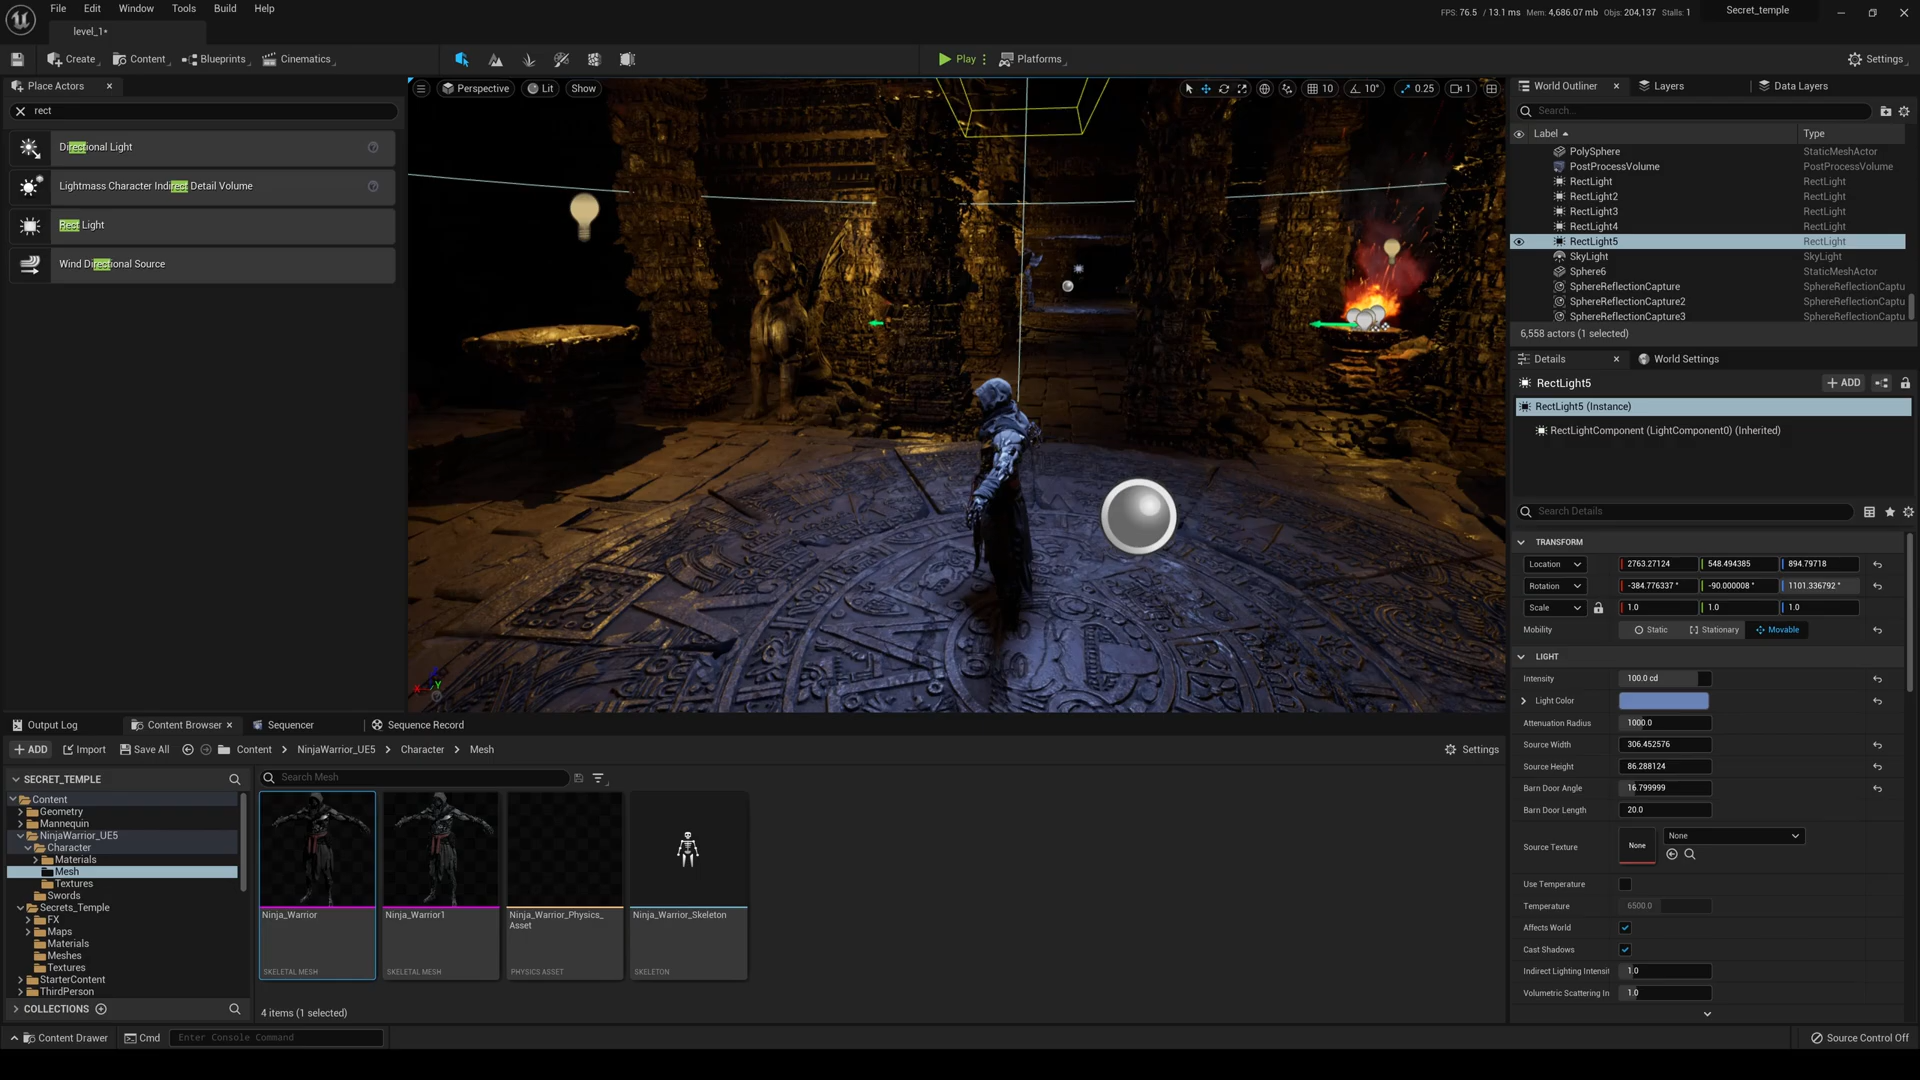 File Edit Window Tools Build Help
FPS: 76.5 / 13.1 ms Mem: 4,686.07 mb Objs: 204,137 Stalls: 1
Secret_temple
level_1•
Create Content Blueprints Cinematics
Play Platforms
Settings
Place Actors
rect
Directional Light
Lightmass Character Indirect Detail Volume
Rect Light
Wind Directional Source
Perspective Lit Show
10 10° 0.25 1
X Y
World Outliner Layers Data Layers
Search...
Label Type
PolySphere StaticMeshActor
PostProcessVolume PostProcessVolume
RectLight RectLight
RectLight2 RectLight
RectLight3 RectLight
RectLight4 RectLight
RectLight5 RectLight
SkyLight SkyLight
Sphere6 StaticMeshActor
SphereReflectionCapture SphereReflectionCaptu
SphereReflectionCapture2 SphereReflectionCaptu
SphereReflectionCapture3 SphereReflectionCaptu
6,558 actors (1 selected)
Details World Settings
RectLight5 + ADD
RectLight5 (Instance)
RectLightComponent (LightComponent0) (Inherited)
Search Details
TRANSFORM
Location 2763.27124 548.494385 894.79718
Rotation -384.776337 ° -90.000008 ° 1101.336792 °
Scale 1.0 1.0 1.0
Mobility Static Stationary Movable
LIGHT
Intensity 100.0 cd
Light Color
Attenuation Radius 1000.0
Source Width 306.452576
Source Height 86.288124
Barn Door Angle 16.799999
Barn Door Length 20.0
Source Texture None None
Use Temperature
Temperature 6500.0
Affects World
Cast Shadows
Indirect Lighting Intensit 1.0
Volumetric Scattering In 1.0
Output Log Content Browser Sequencer Sequence Record
+ ADD Import Save All Content > NinjaWarrior_UE5 > Character > Mesh Settings
SECRET_TEMPLE
Search Mesh
Content
Geometry
Mannequin
NinjaWarrior_UE5
Character
Materials
Mesh
Textures
Swords
Secrets_Temple
FX
Maps
Materials
Meshes
Textures
StarterContent
ThirdPerson
COLLECTIONS
Ninja_Warrior
SKELETAL MESH
Ninja_Warrior1
SKELETAL MESH
Ninja_Warrior_Physics_
Asset
PHYSICS ASSET
Ninja_Warrior_Skeleton
SKELETON
4 items (1 selected)
Content Drawer Cmd Enter Console Command
Source Control Off